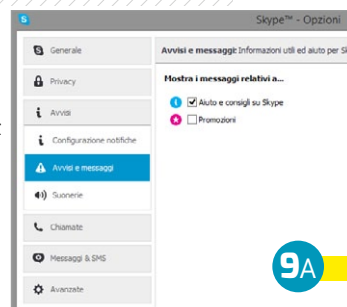 Skype™ - Opzioni
Generale
Privacy
Avvisi
Configurazione notifiche
Avvisi e messaggi
Suonerie
Chiamate
Messaggi & SMS
Avanzate
Avvisi e messaggi: Informazioni utili ed aiuto per Sk
Mostra i messaggi relativi a...
Aiuto e consigli su Skype
Promozioni
9A